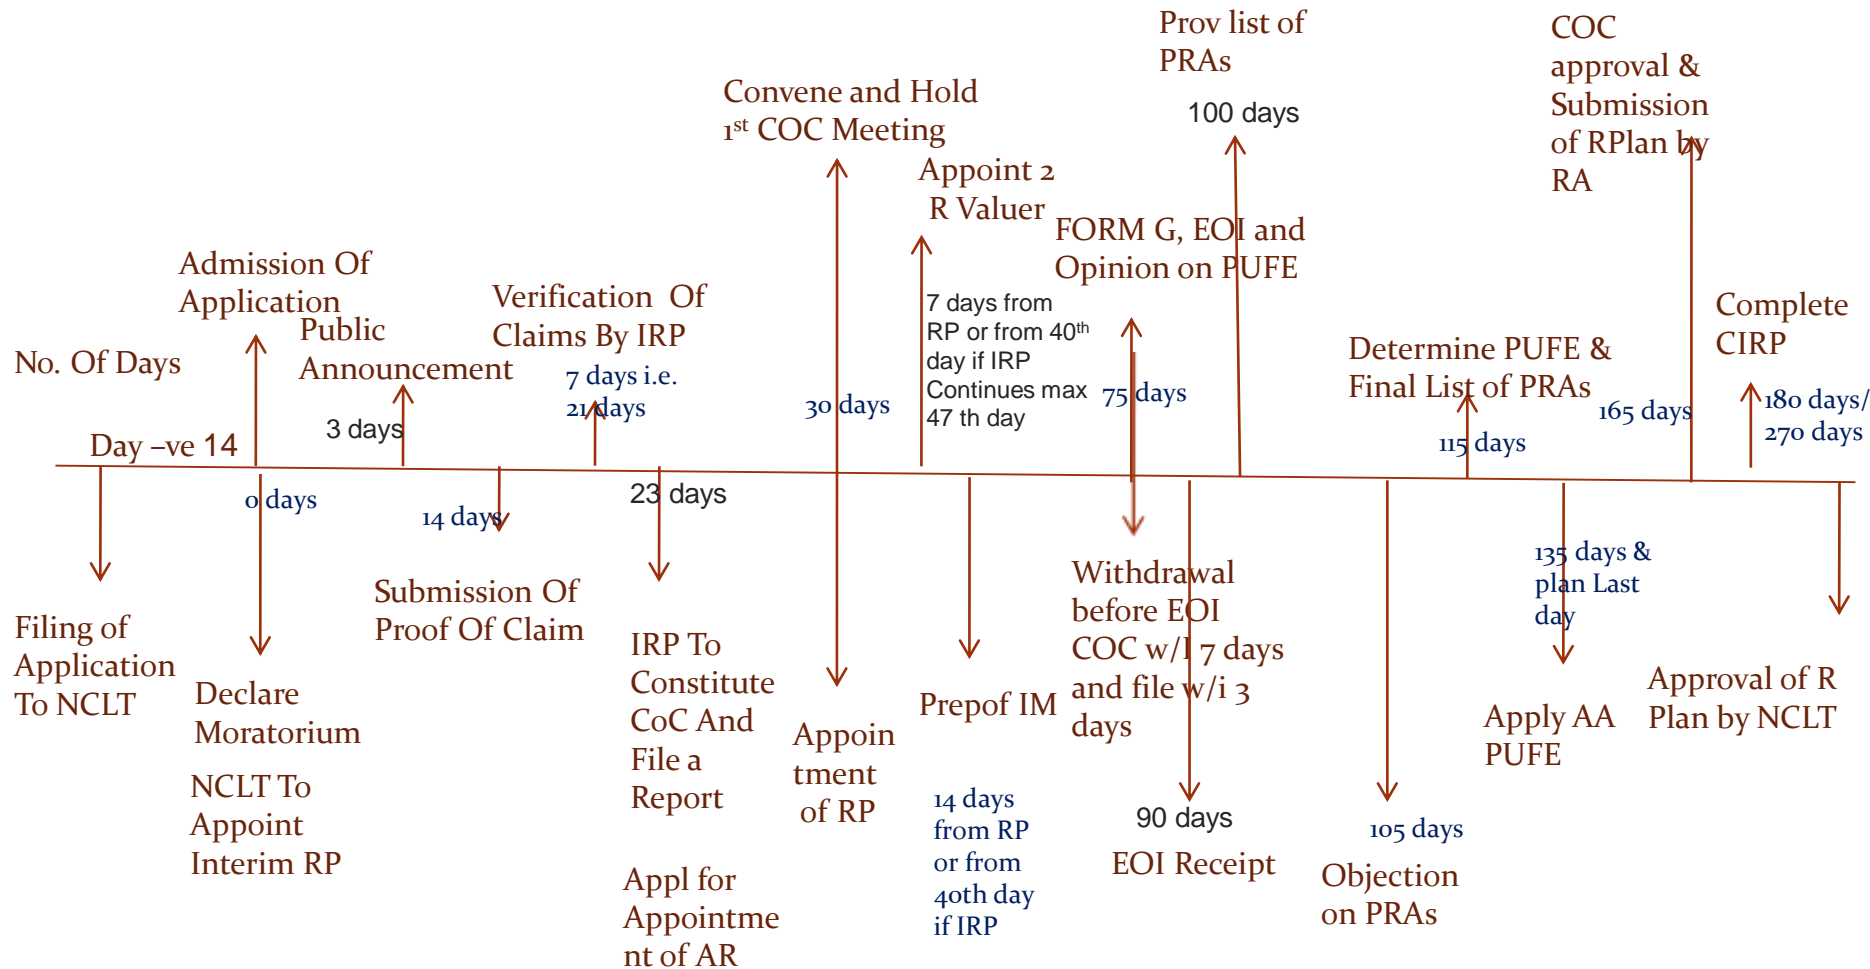 No. Of Days
Day –ve 14
Filing of
Application
To NCLT
Admission Of
Application
0 days
Declare
Moratorium
NCLT To
Appoint
Interim RP
Public
Announcement
3 days
14 days
Submission Of
Proof Of Claim
Verification Of
Claims By IRP
7 days i.e.
21 days
23 days
IRP To
Constitute
CoC And
File a
Report
Appl for
Appointme
nt of AR
Convene and Hold
1st COC Meeting
30 days
Appoin
tment
of RP
Appoint 2
R Valuer
7 days from
RP or from 40th
day if IRP
Continues max
47 th day
Prepof IM
14 days
from RP
or from
40th day
if IRP
FORM G, EOI and
Opinion on PUFE
75 days
Withdrawal
before EOI
COC w/I 7 days
and file w/i 3
days
90 days
EOI Receipt
Prov list of
PRAs
100 days
105 days
Objection
on PRAs
Determine PUFE &
Final List of PRAs
115 days
135 days &
plan Last
day
Apply AA
PUFE
COC
approval &
Submission
of RPlan by
RA
165 days
Complete
CIRP
180 days/
270 days
Approval of R
Plan by NCLT